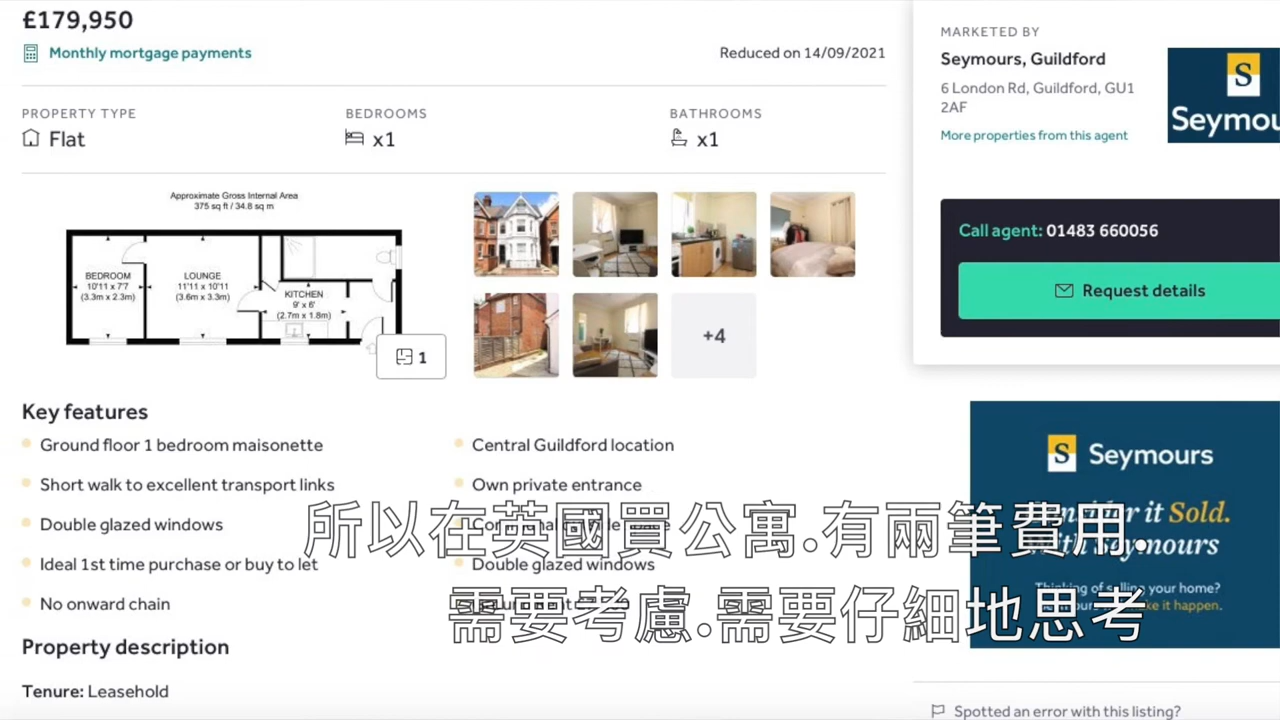 £179,950
Monthly mortgage payments
Reduced on 14/09/2021
PROPERTY TYPE
Flat
BEDROOMS
x1
BATHROOMS
x1
Approximate Gross Internal Area
375 sq ft / 34.8 sq m
BEDROOM
10'11 x 7'7
(3.3m x 2.3m)
LOUNGE
11'11 x 10'11
(3.6m x 3.3m)
KITCHEN
9' x 6'
(2.7m x 1.8m)
1
+4
Key features
Ground floor 1 bedroom maisonette
Short walk to excellent transport links
Double glazed windows
Ideal 1st time purchase or buy to let
No onward chain
Central Guildford location
Own private entrance
Double glazed windows
Property description
Tenure: Leasehold
MARKETED BY
Seymours, Guildford
6 London Rd, Guildford, GU1
2AF
More properties from this agent
S
Seymou
Call agent: 01483 660056
Request details
S Seymours
it Sold.
Seymours
Thinking of selling your home?
it happen.
Spotted an error with this listing?
所以在英國買公寓.有兩筆費用.
需要考慮.需要仔細地思考